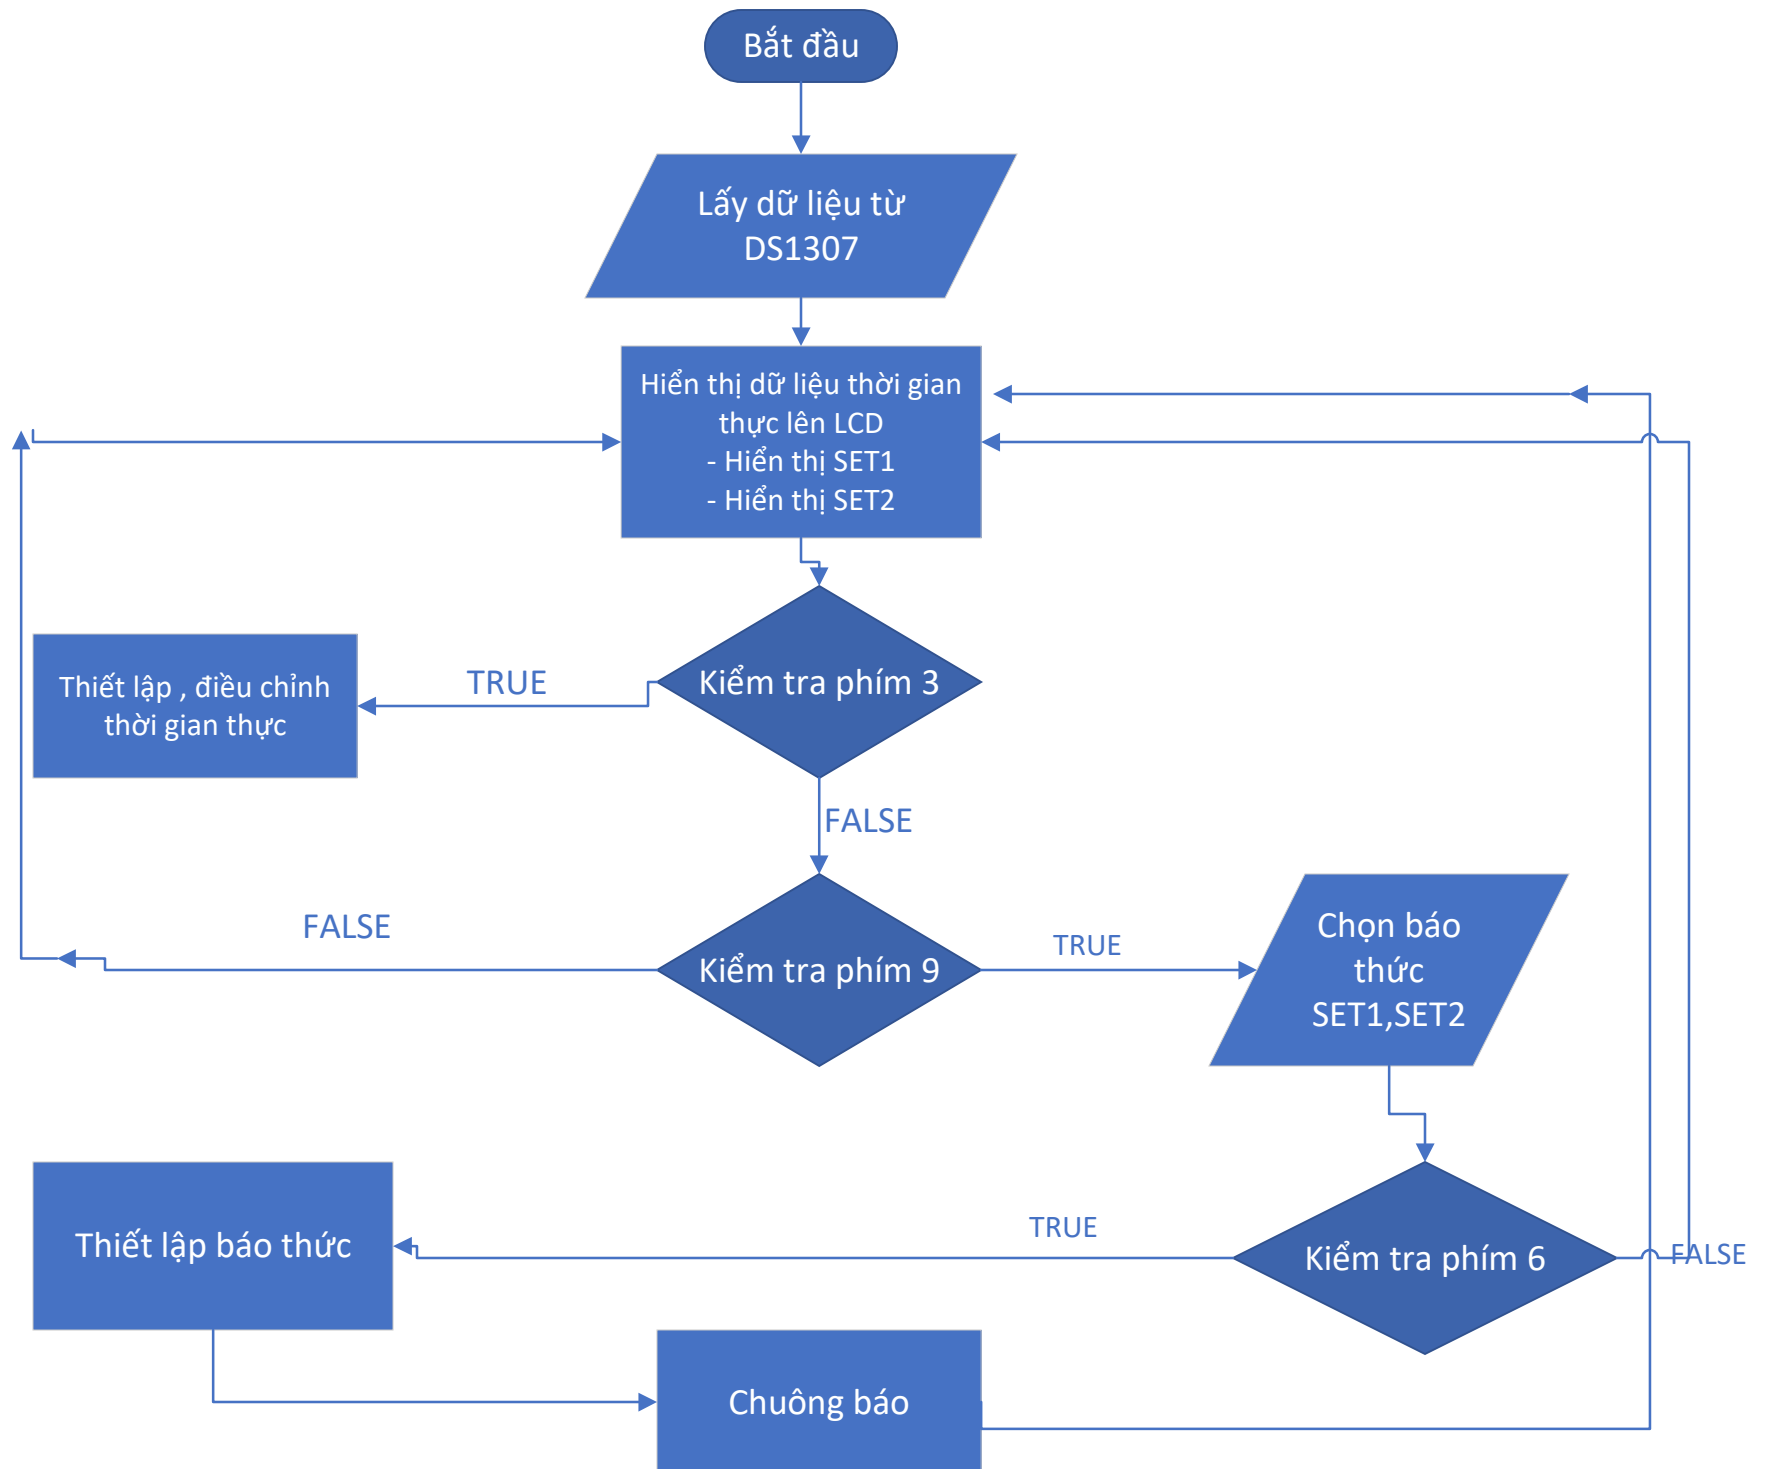 Bắt đầu
Lấy dữ liệu từ
DS1307
Hiển thị dữ liệu thời gian
thực lên LCD
- Hiển thị SET1
- Hiển thị SET2
Kiểm tra phím 3
TRUE
Thiết lập , điều chỉnh
thời gian thực
FALSE
Kiểm tra phím 9
FALSE
TRUE
Chọn báo
thức
SET1,SET2
Kiểm tra phím 6
TRUE
FALSE
Thiết lập báo thức
Chuông báo